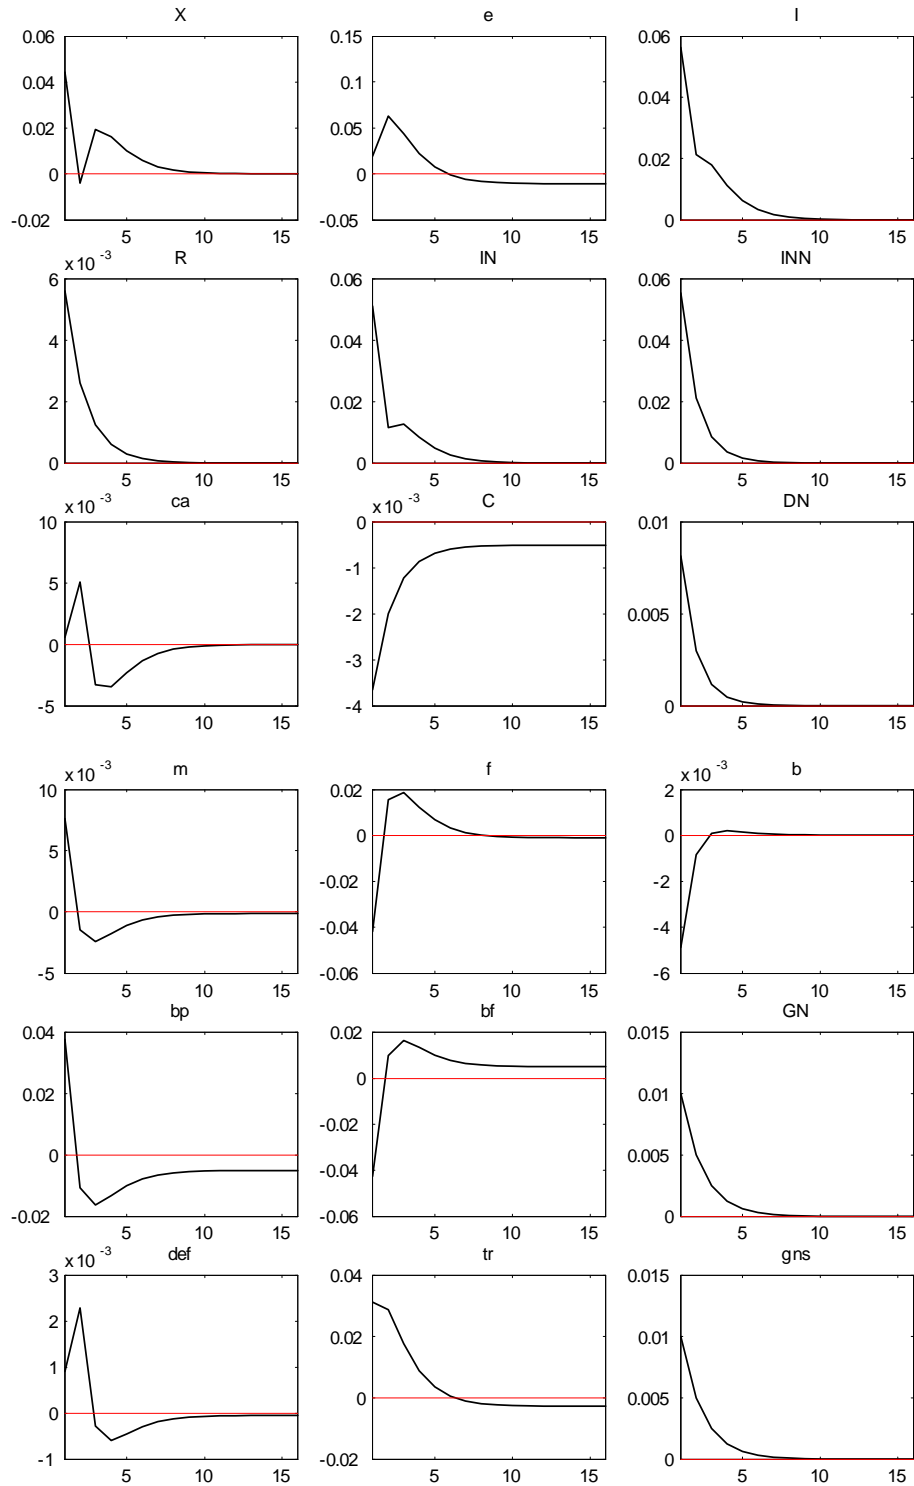 X e I
0.06 0.15 0.06
0.04 0.1 0.04
0.02 0.05 0.02
0 0 0
-0.02 -0.05
5 10 15 5 10 15 5 10 15
x 10 -3 R IN INN
6 0.06 0.06
4 0.04 0.04
2 0.02 0.02
0 0 0
5 10 15 5 10 15 5 10 15
x 10 -3 ca x 10 -3 C DN
10 0 0.01
5 -1 0.005
0 -2
-3
-5 -4 0
5 10 15 5 10 15 5 10 15
x 10 -3 m f x 10 -3 b
10 0.02 2
5 0 0
-0.02 -2
0 -0.04 -4
-5 -0.06 -6
5 10 15 5 10 15 5 10 15
bp bf GN
0.04 0.02 0.015
0.02 0 0.01
-0.02
0 -0.04 0.005
-0.02 -0.06 0
5 10 15 5 10 15 5 10 15
x 10 -3 def tr gns
3 0.04 0.015
2 0.02 0.01
1
0 0 0.005
-1 -0.02 0
5 10 15 5 10 15 5 10 15